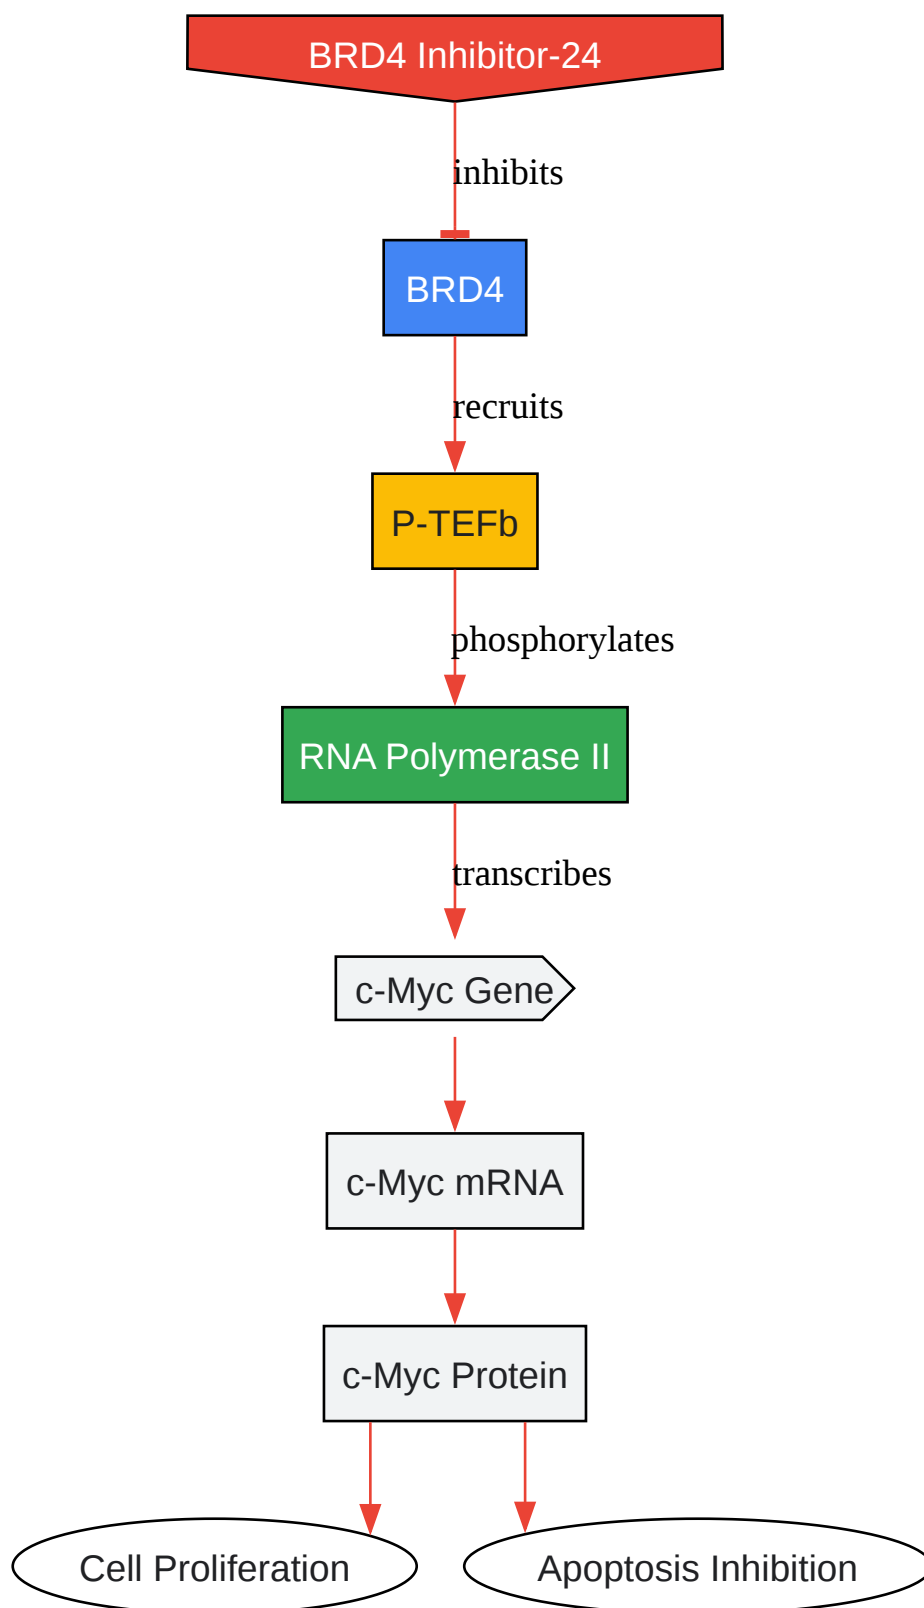 BRD4 Inhibitor-24
inhibits
BRD4
recruits
P-TEFb
phosphorylates
RNA Polymerase II
transcribes
c-Myc Gene
c-Myc mRNA
c-Myc Protein
Cell Proliferation
Apoptosis Inhibition